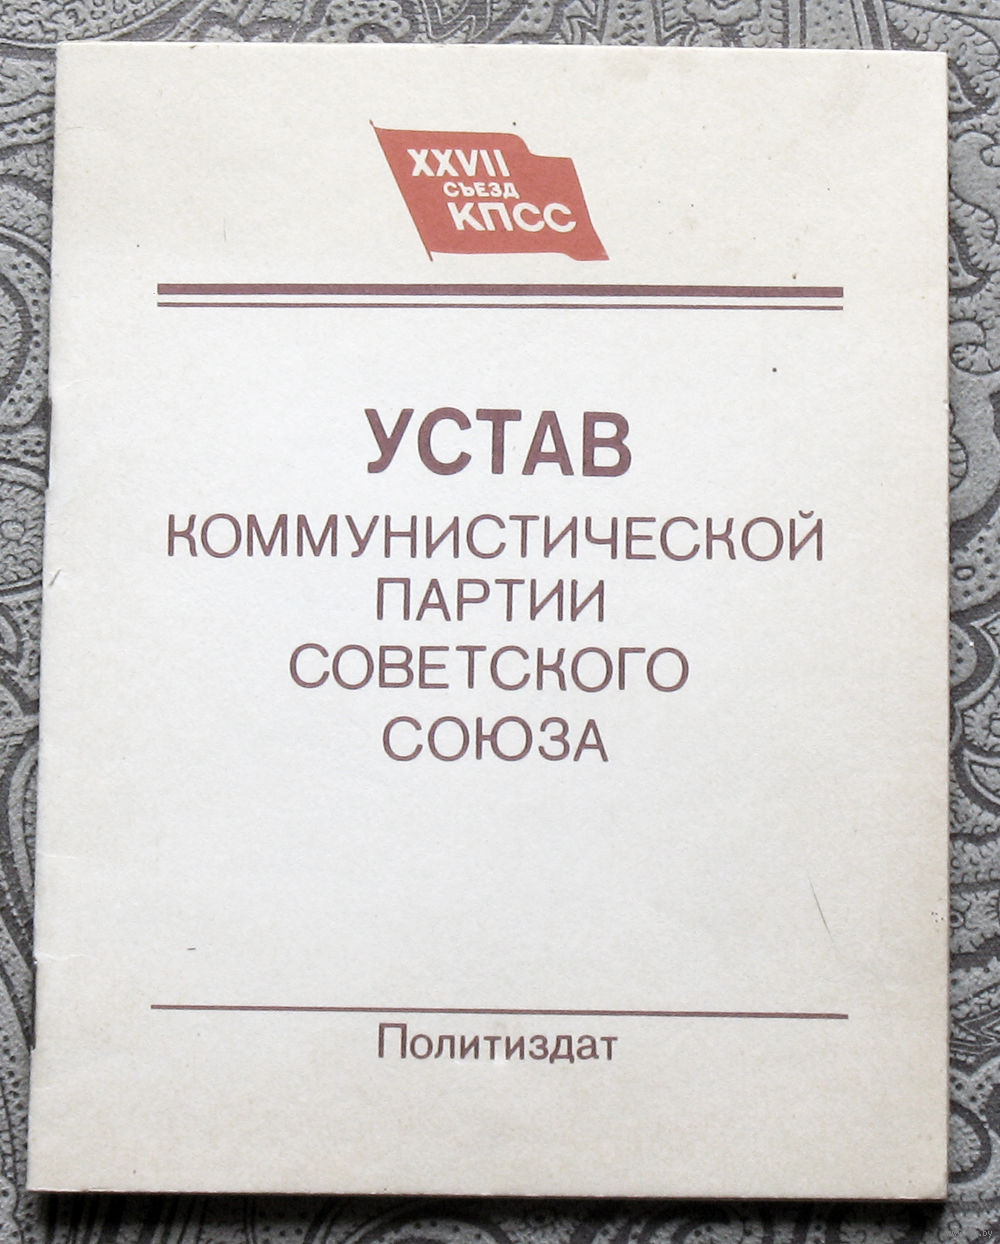 XXVII
СЪЕЗД
КПСС
УСТАВ
КОММУНИСТИЧЕСКОЙ
ПАРТИИ
СОВЕТСКОГО
СОЮЗА
Политиздат